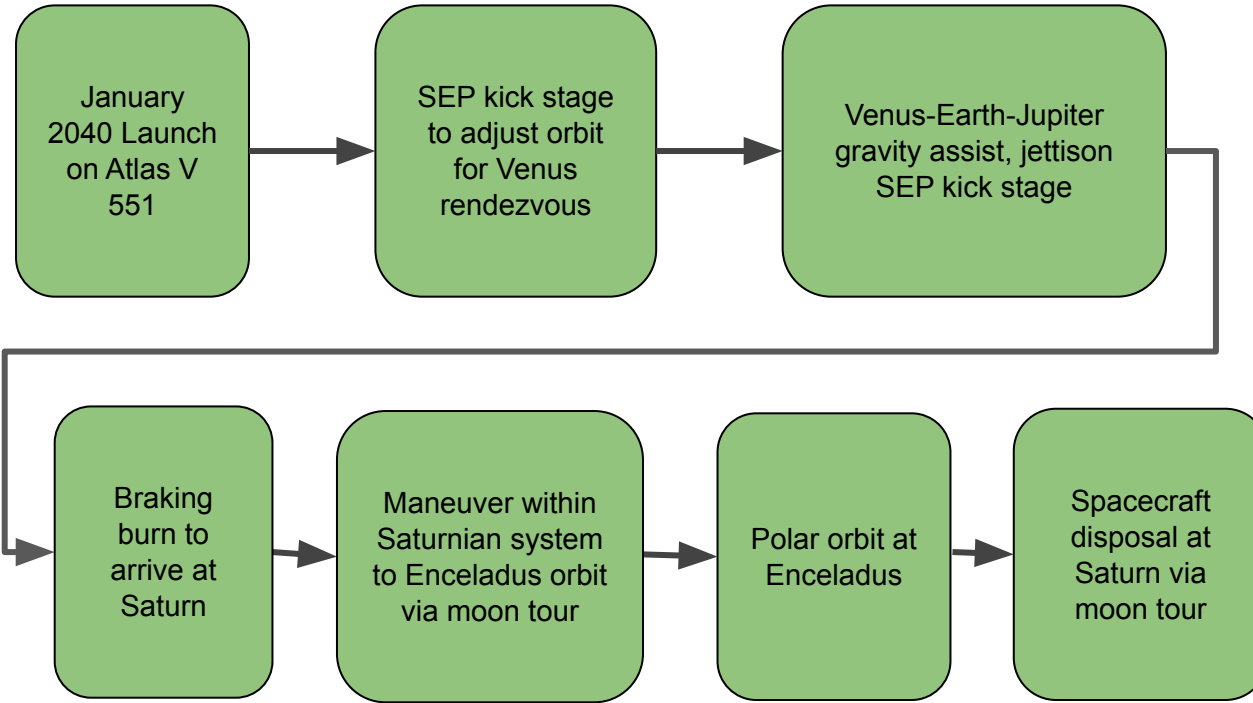 January
2040 Launch
on Atlas V
551
SEP kick stage
to adjust orbit
for Venus
rendezvous
Venus-Earth-Jupiter
gravity assist, jettison
SEP kick stage
Braking
burn to
arrive at
Saturn
Maneuver within
Saturnian system
to Enceladus orbit
via moon tour
Polar orbit at
Enceladus
Spacecraft
disposal at
Saturn via
moon tour